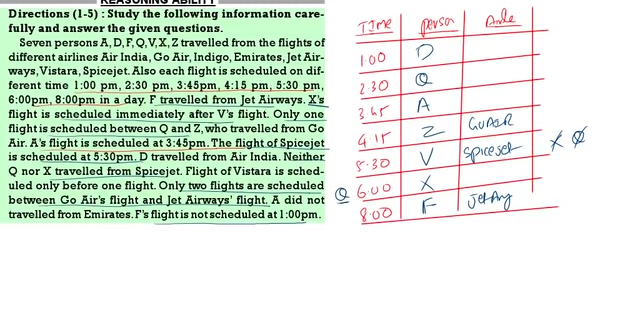 REASONING ABILITY
Directions (1-5) : Study the following information care-
fully and answer the given questions.
Seven persons A, D, F, Q, V, X, Z travelled from the flights of
different airlines Air India, Go Air, Indigo, Emirates, Jet Air-
ways, Vistara, Spicejet. Also each flight is scheduled on dif-
ferent time 1:00 pm, 2:30 pm, 3:45pm, 4:15 pm, 5:30 pm,
6:00pm, 8:00pm in a day. F travelled from Jet Airways. X's
flight is scheduled immediately after V's flight. Only one
flight is scheduled between Q and Z, who travelled from Go
Air. A's flight is scheduled at 3:45pm. The flight of Spicejet
is scheduled at 5:30pm. D travelled from Air India. Neither
Q nor X travelled from Spicejet. Flight of Vistara is sched-
uled only before one flight. Only two flights are scheduled
between Go Air's flight and Jet Airways' flight. A did not
travelled from Emirates. F's flight is not scheduled at 1:00pm.
Time person
1.00 D
2.30 Q
3.45 A
4.15 Z GOAIR
5.30 V Spicejet X Q
Q 6.00 X
8.00 F